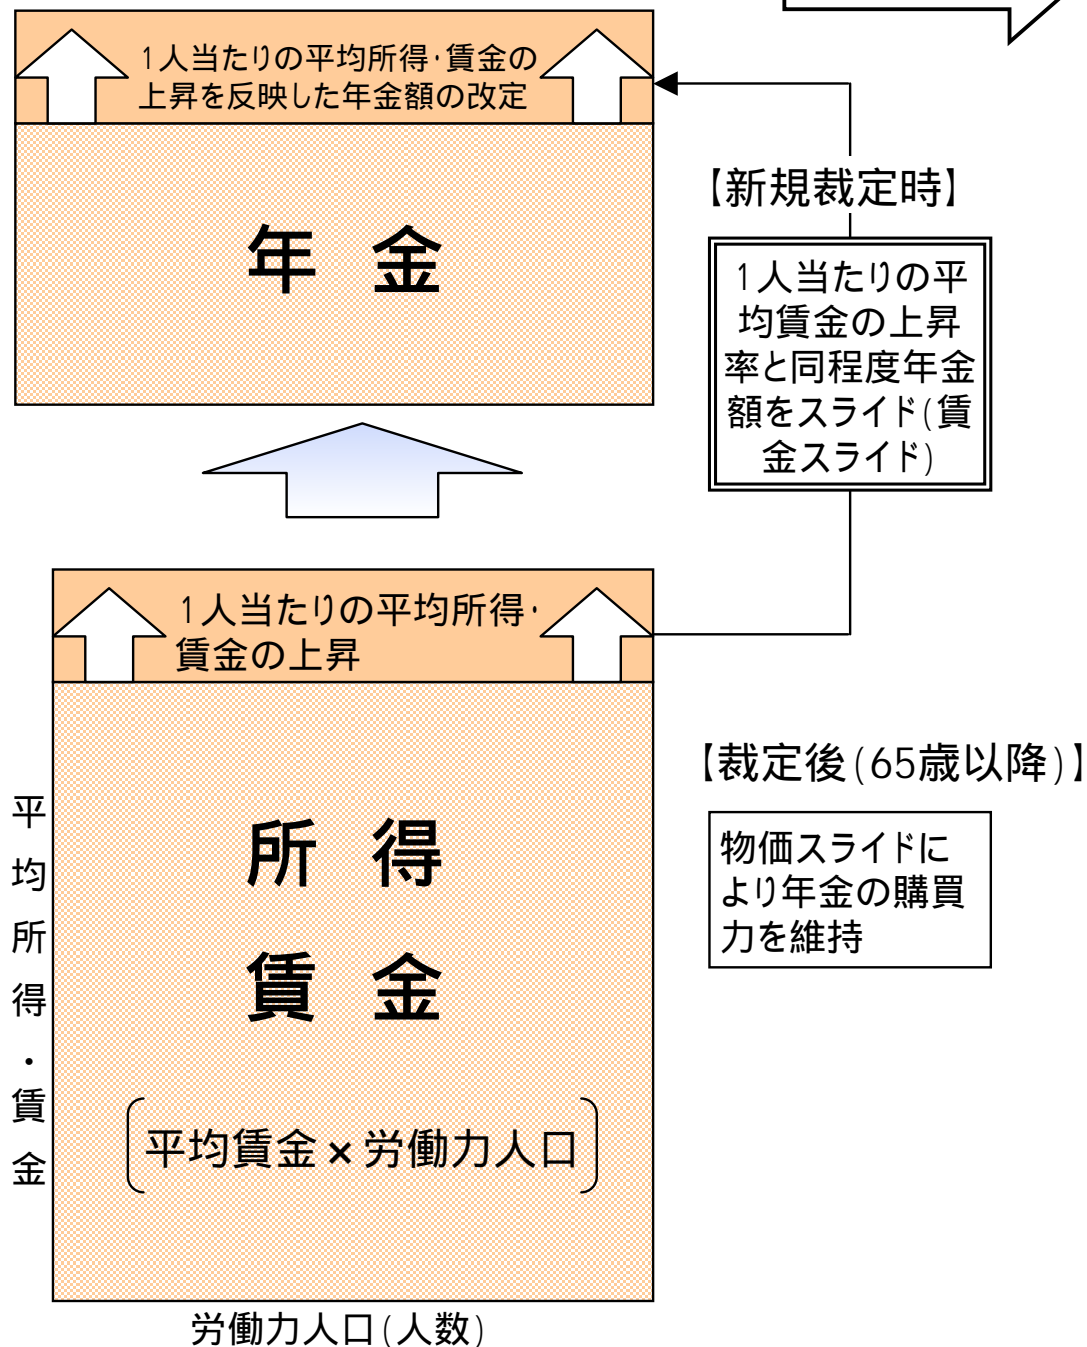 1人当たりの平均所得・賃金の
上昇を反映した年金額の改定
年 金
【新規裁定時】
1人当たりの平
均賃金の上昇
率と同程度年金
額をスライド(賃
金スライド)
1人当たりの平均所得・
賃金の上昇
所 得
賃 金
平均賃金×労働力人口
平均所得・賃金
労働力人口(人数)
【裁定後(65歳以降)】
物価スライドに
より年金の購買
力を維持